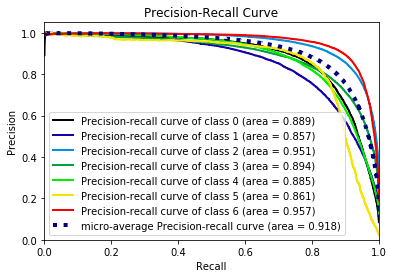 Precision-Recall Curve
1.0
0.8
0.6
0.4
0.2
0.0
Precision
Precision-recall curve of class 0 (area = 0.889)
Precision-recall curve of class 1 (area = 0.857)
Precision-recall curve of class 2 (area = 0.951)
Precision-recall curve of class 3 (area = 0.894)
Precision-recall curve of class 4 (area = 0.885)
Precision-recall curve of class 5 (area = 0.861)
Precision-recall curve of class 6 (area = 0.957)
micro-average Precision-recall curve (area = 0.918)
0.0 0.2 0.4 0.6 0.8 1.0
Recall